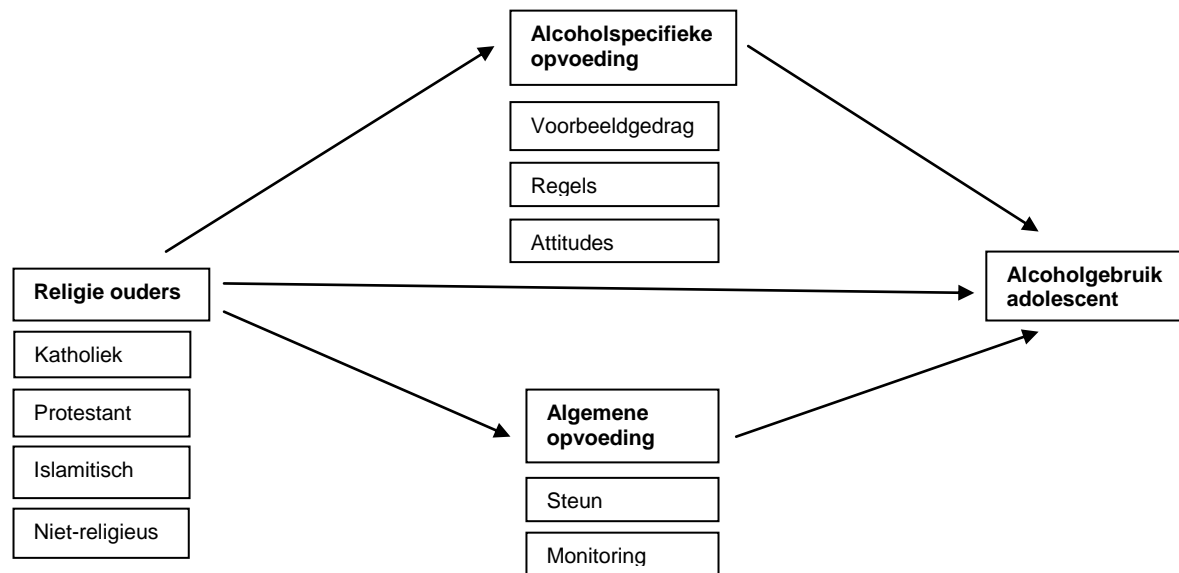 Alcoholspecifieke
opvoeding
Voorbeeldgedrag
Regels
Attitudes
Religie ouders
Katholiek
Protestant
Islamitisch
Niet-religieus
Alcoholgebruik
adolescent
Algemene
opvoeding
Steun
Monitoring